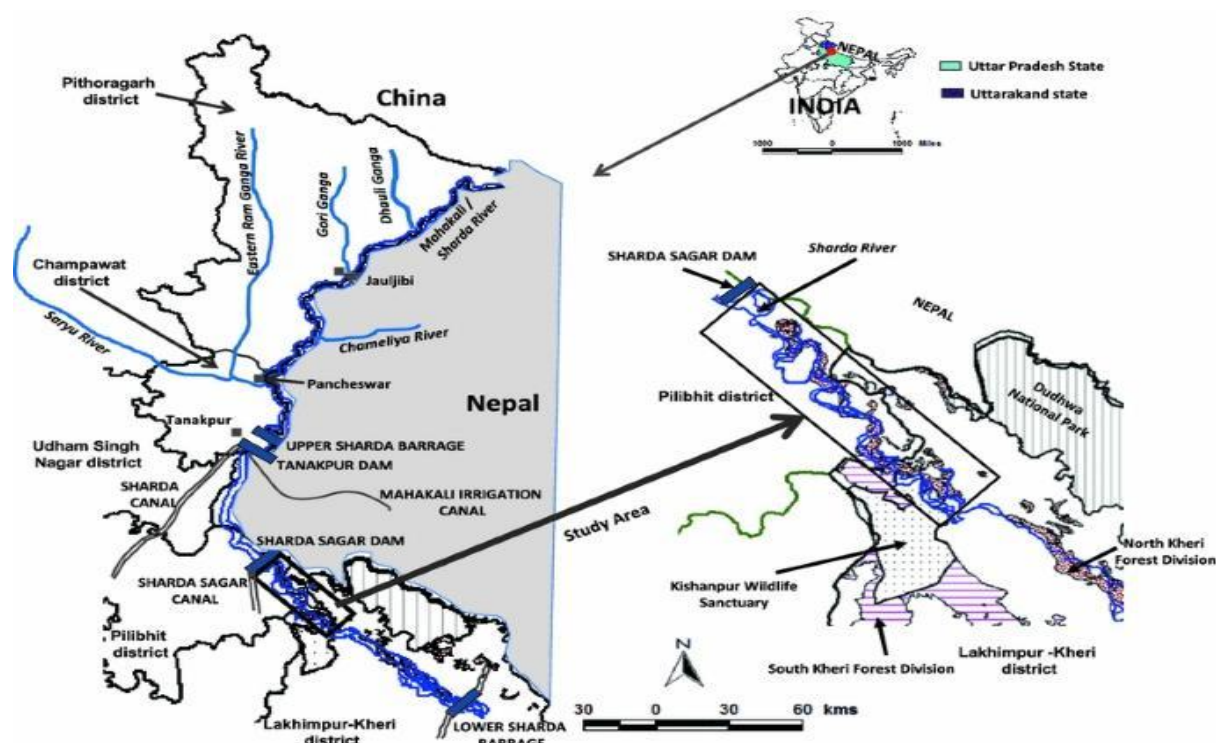 Pithoragarh
district
China
NEPAL
INDIA
Uttar Pradesh State
Uttarakand state
1000
0
1000 Miles
Eastern Ram Ganga River
Gori Ganga
Dhauli Ganga
Mahakali /
Sharda River
Champawat
district
Jauljibi
Saryu River
Chameliya River
Pancheswar
Nepal
Tanakpur
Udham Singh
Nagar district
UPPER SHARDA BARRAGE
TANAKPUR DAM
SHARDA
CANAL
MAHAKALI IRRIGATION
CANAL
SHARDA SAGAR DAM
SHARDA SAGAR
CANAL
Pilibhit
district
Lakhimpur-Kheri
district
LOWER SHARDA
BARRAGE
Study Area
SHARDA SAGAR DAM
Sharda River
NEPAL
Dudhwa
National Park
Pilibhit district
North Kheri
Forest Division
Kishanpur Wildlife
Sanctuary
South Kheri Forest Division
Lakhimpur -Kheri
district
N
30 15 0 30 60 kms